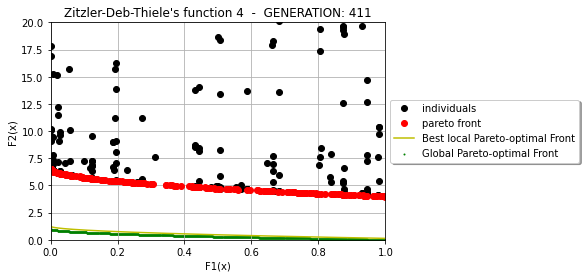 Zitzler-Deb-Thiele's function 4 - GENERATION: 411
20.0
17.5
15.0
12.5
10.0
7.5
5.0
2.5
0.0
F2(x)
0.0 0.2 0.4 0.6 0.8 1.0
F1(x)
individuals
pareto front
Best local Pareto-optimal Front
Global Pareto-optimal Front